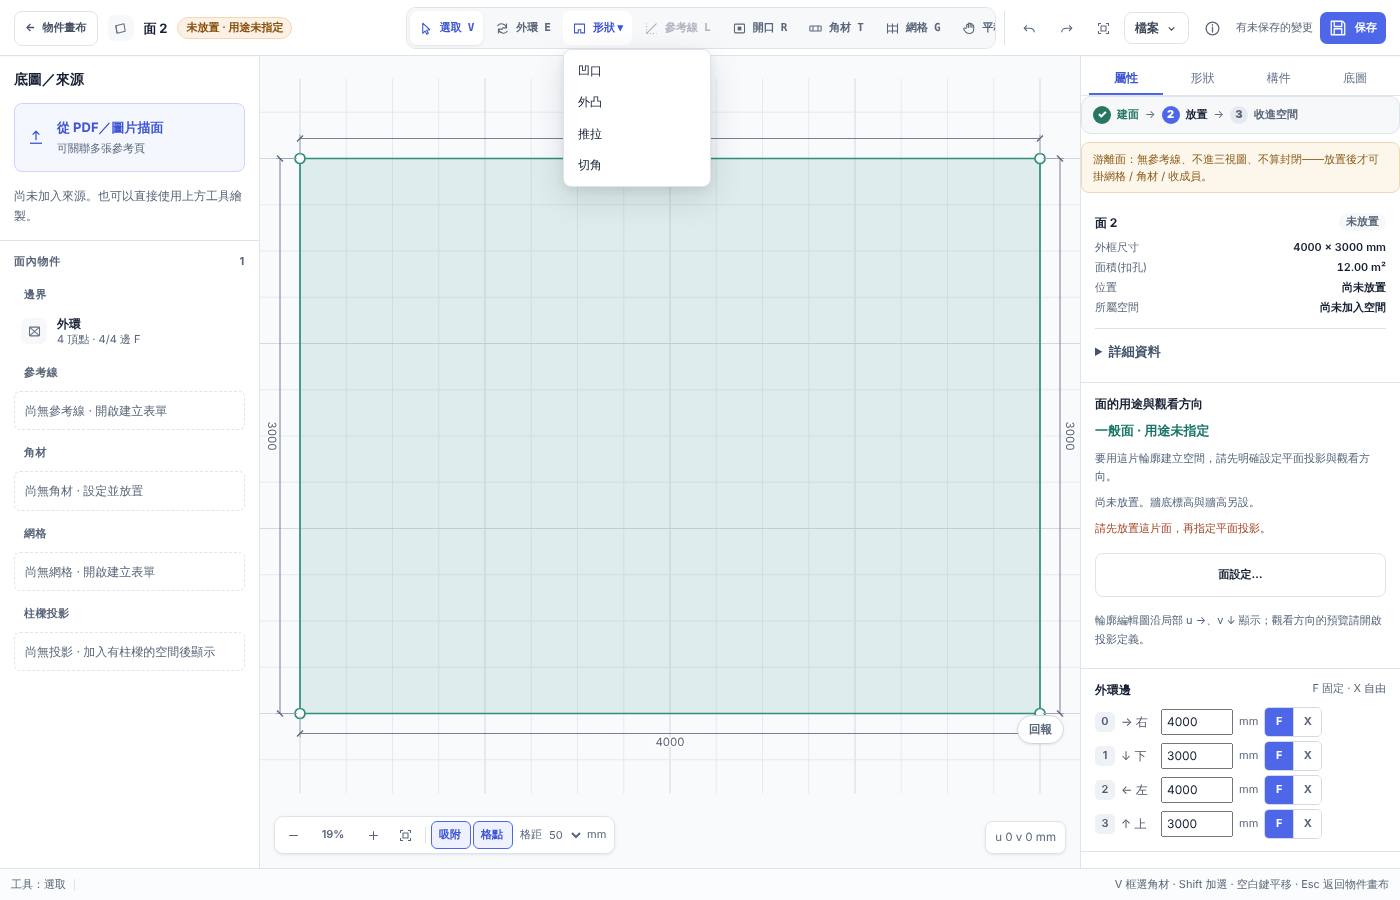 ← 物件畫布
面 2
未放置 · 用途未指定
選取 V
外環 E
形狀▾
參考線 L
開口 R
角材 T
網格 G
檔案
有未保存的變更
保存
凹口
外凸
推拉
切角
底圖／來源
從 PDF／圖片描面
可關聯多張參考頁
尚未加入來源。也可以直接使用上方工具繪
製。
面內物件
1
邊界
外環
4 頂點 · 4/4 邊 F
參考線
尚無參考線 · 開啟建立表單
角材
尚無角材 · 設定並放置
網格
尚無網格 · 開啟建立表單
柱樑投影
尚無投影 · 加入有柱樑的空間後顯示
3000
3000
4000
回報
− 19% +
吸附
格點
格距 50 mm
u 0 v 0 mm
屬性
形狀
構件
底圖
建面 → 2 放置 → 3 收進空間
游離面：無參考線、不進三視圖、不算封閉——放置後才可
掛網格 / 角材 / 收成員。
面 2
未放置
外框尺寸
4000 × 3000 mm
面積(扣孔)
12.00 m²
位置
尚未放置
所屬空間
尚未加入空間
▶ 詳細資料
面的用途與觀看方向
一般面 · 用途未指定
要用這片輪廓建立空間，請先明確設定平面投影與觀看方
向。
尚未放置。牆底標高與牆高另設。
請先放置這片面，再指定平面投影。
面設定...
輪廓編輯圖沿局部 u →、v ↓ 顯示；觀看方向的預覽請開啟
投影定義。
外環邊
F 固定 · X 自由
0 → 右 4000 mm F X
1 ↓ 下 3000 mm F X
2 ← 左 4000 mm F X
3 ↑ 上 3000 mm F X
工具：選取
V 框選角材 · Shift 加選 · 空白鍵平移 · Esc 返回物件畫布